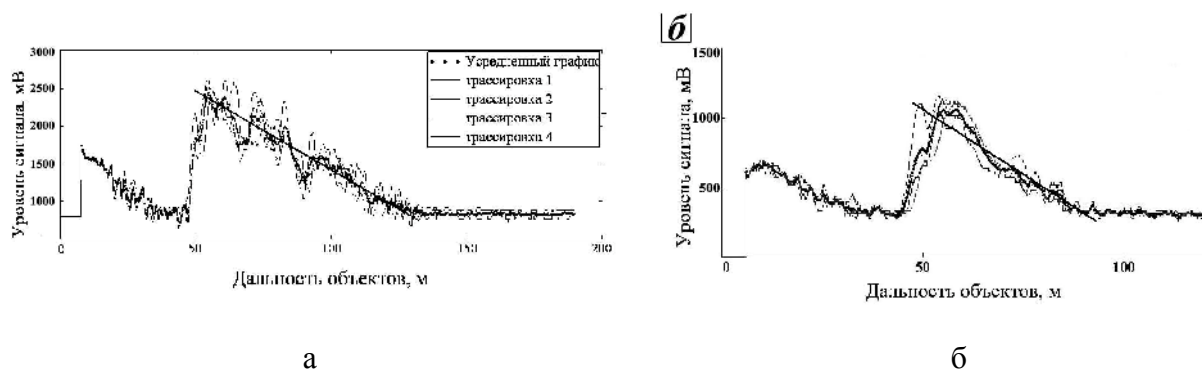 3000
2500
2000
1500
1000
0
50
100
150
200
Уровень сигнала, мВ
Дальность объектов, м
Усредненный график
трассировка 1
трассировка 2
трассировка 3
трассировка 4
а
б
1500
1000
500
0
50
100
Уровень сигнала, мВ
Дальность объектов, м
б